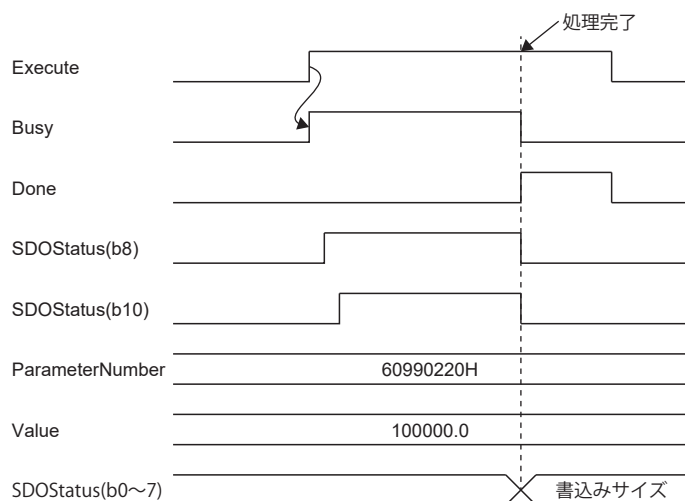 処理完了
Execute
Busy
Done
SDOStatus(b8)
SDOStatus(b10)
ParameterNumber 60990220H
Value 100000.0
SDOStatus(b0～7) 書込みサイズ